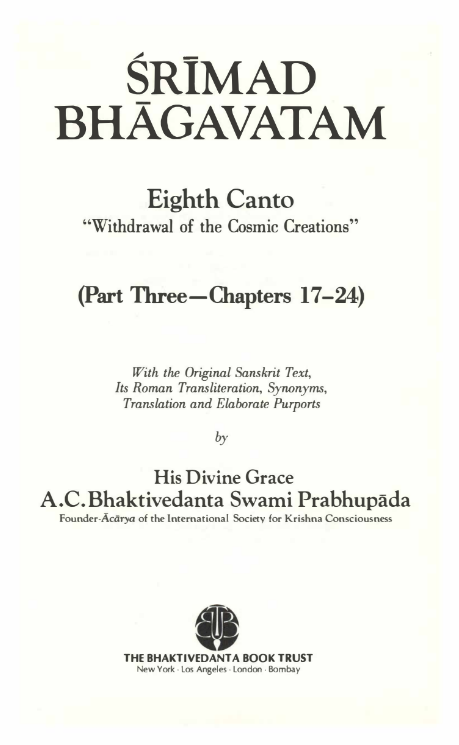 ŚRĪMAD
BHĀGAVATAM
Eighth Canto
“Withdrawal of the Cosmic Creations”
(Part Three—Chapters 17–24)
With the Original Sanskrit Text,
Its Roman Transliteration, Synonyms,
Translation and Elaborate Purports
by
His Divine Grace
A.C. Bhaktivedanta Swami Prabhupāda
Founder-Ācārya of the International Society for Krishna Consciousness
BBT
THE BHAKTIVEDANTA BOOK TRUST
New York · Los Angeles · London · Bombay